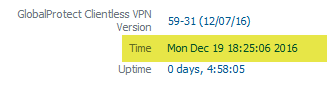 GlobalProtect Clientless VPN 59-31 (12/07/16)
Version
Time Mon Dec 19 18:25:06 2016
Uptime 0 days, 4:58:05